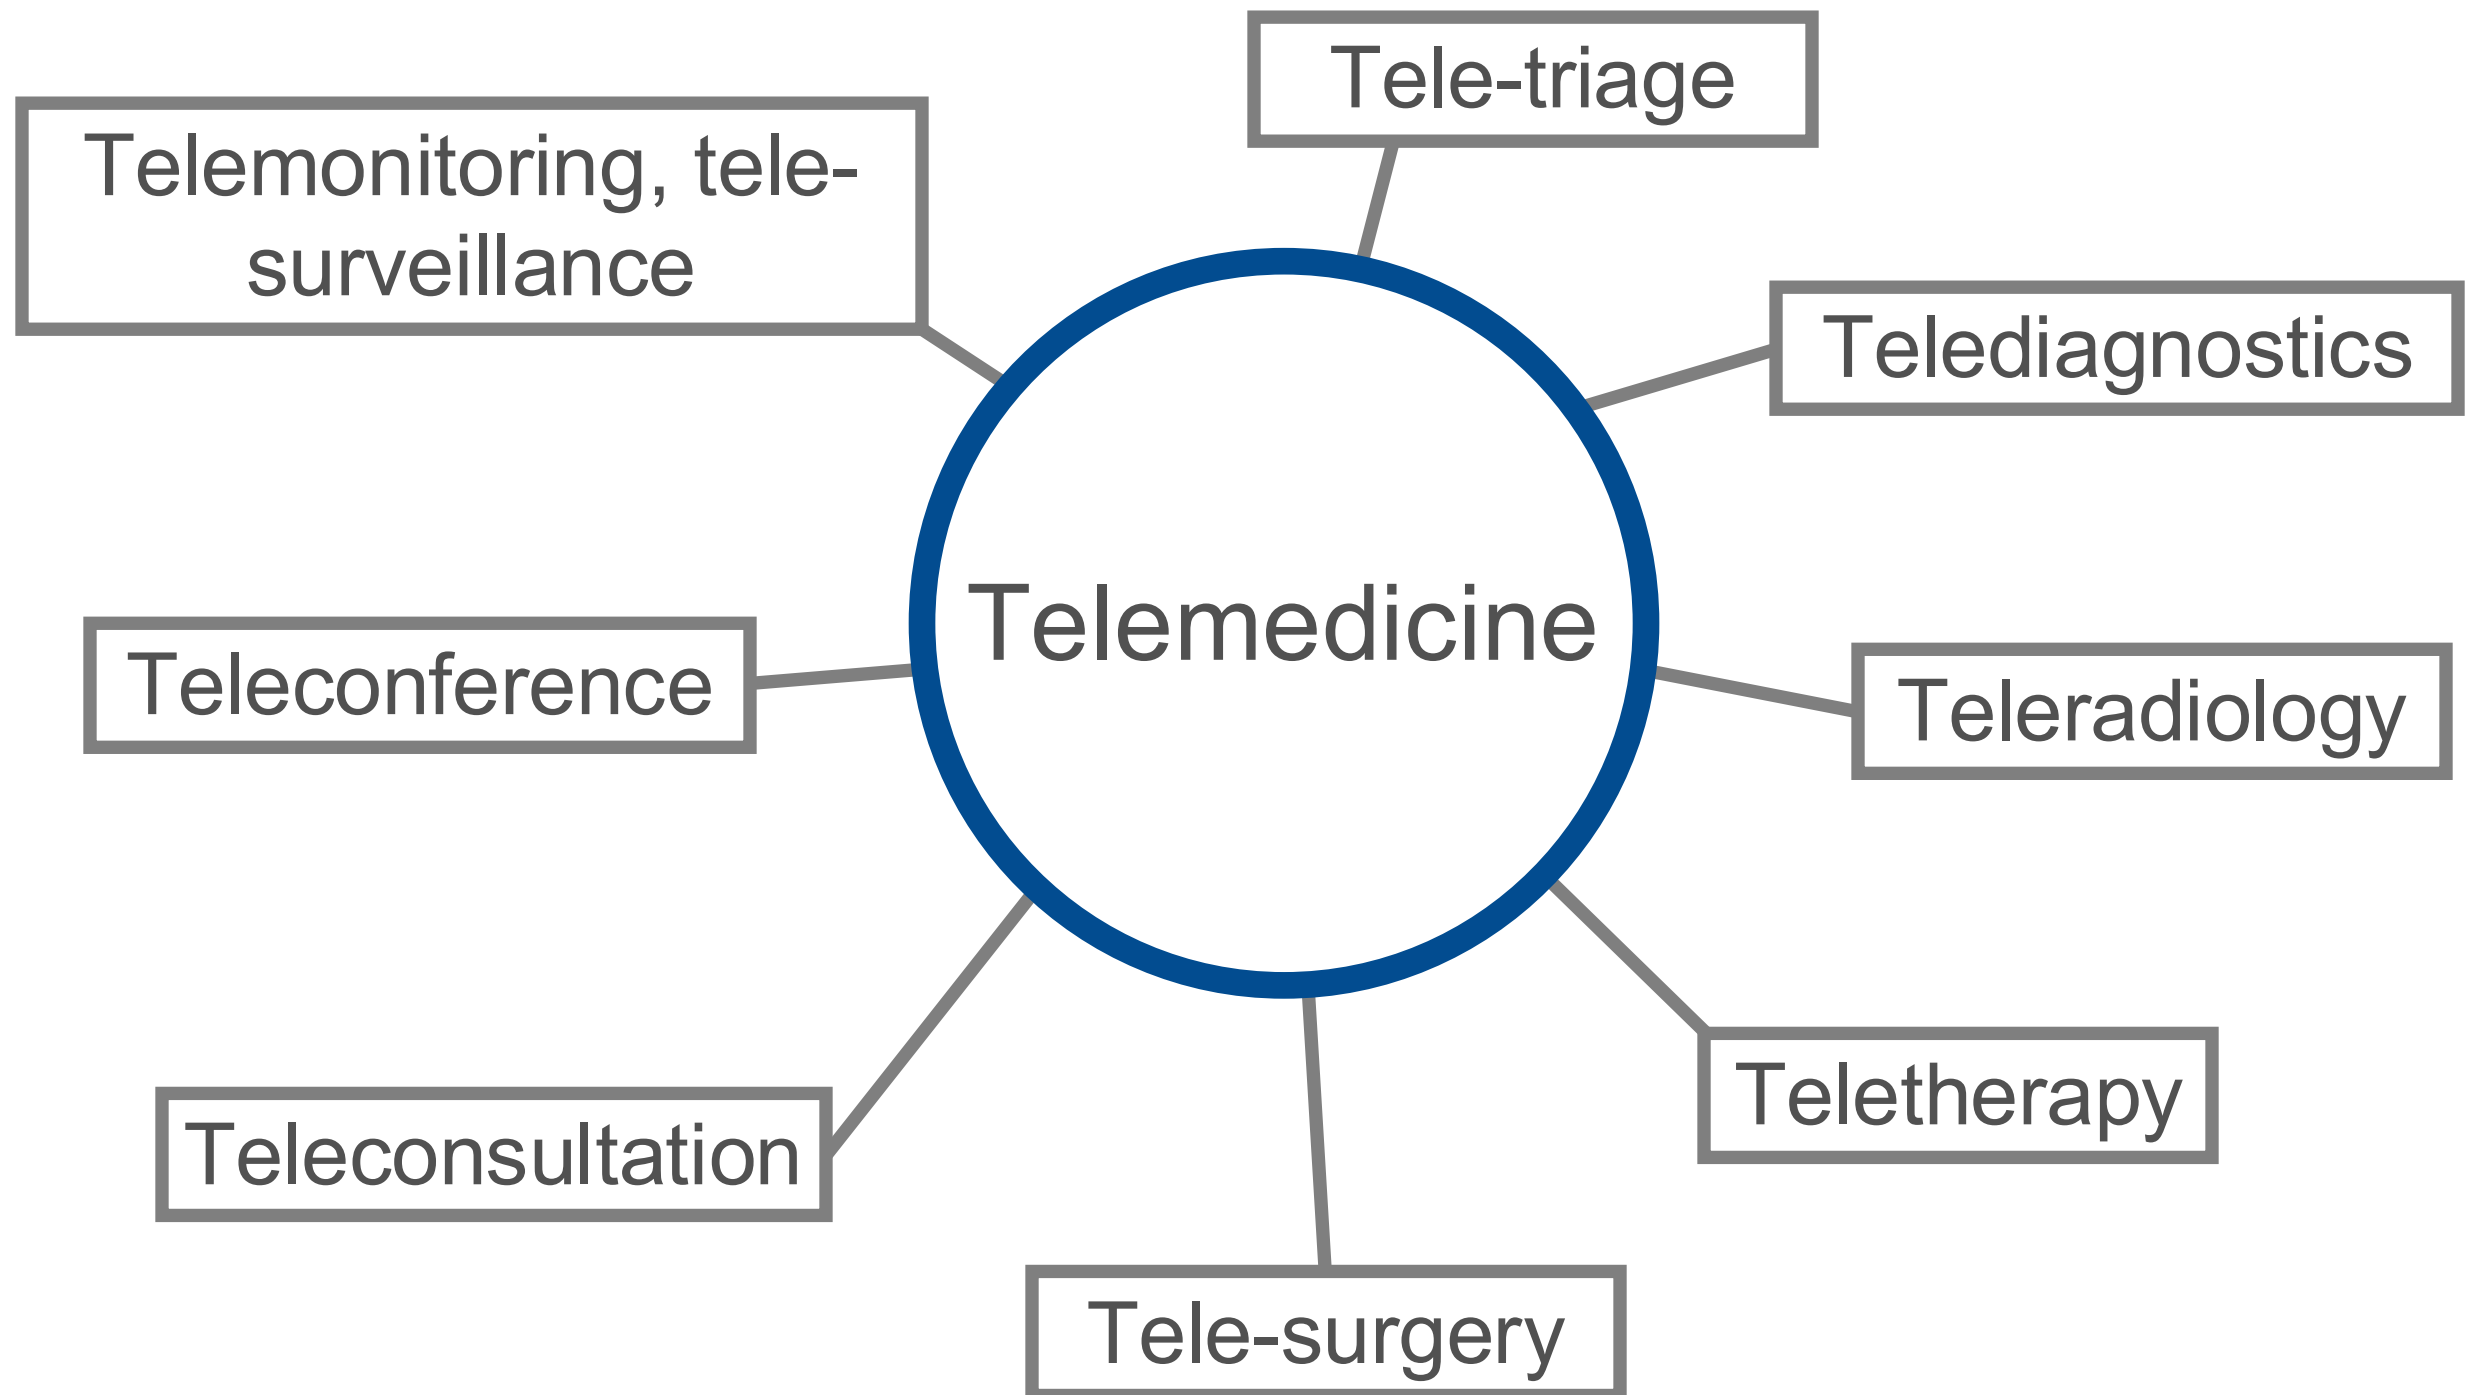 Tele-triage
Telemonitoring, tele-
surveillance
Telediagnostics
Telemedicine
Teleconference
Teleradiology
Teletherapy
Teleconsultation
Tele-surgery